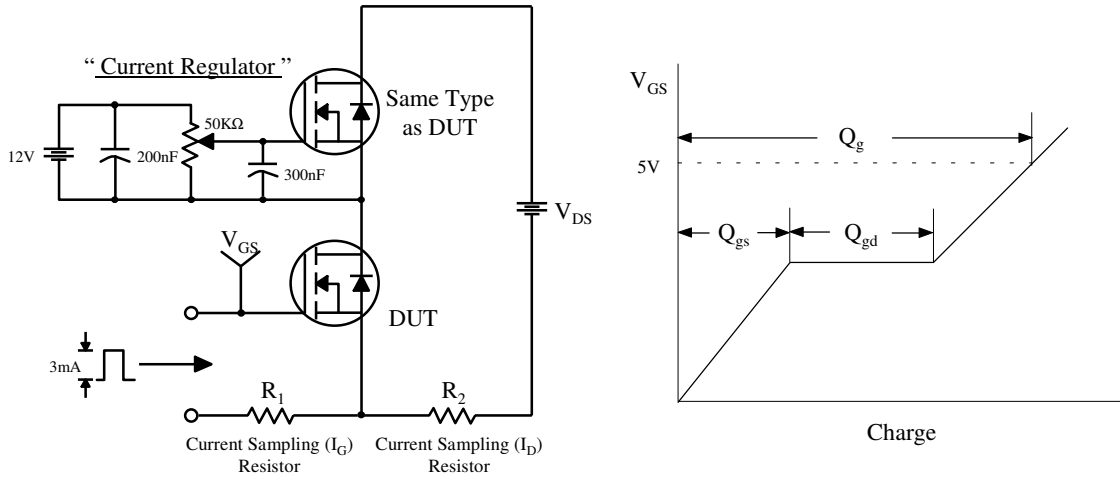 “ Current Regulator ”
Same Type
as DUT
50KΩ
12V
200nF
300nF
V_DS
V_GS
DUT
3mA
R_1
R_2
Current Sampling (I_G)
Resistor
Current Sampling (I_D)
Resistor
V_GS
Q_g
5V
Q_gs
Q_gd
Charge